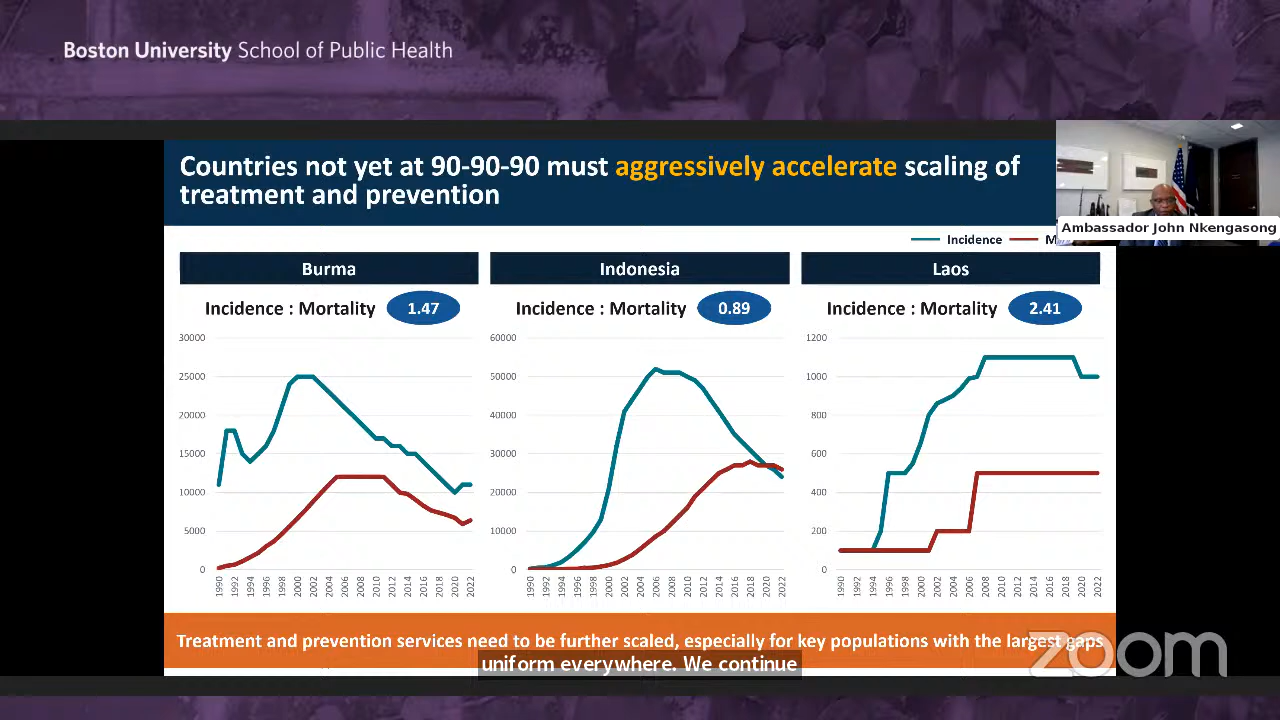 Boston University School of Public Health
Countries not yet at 90-90-90 must aggressively accelerate scaling of
treatment and prevention
Ambassador John Nkengasong
Incidence
Burma
Indonesia
Laos
Incidence : Mortality 1.47
Incidence : Mortality 0.89
Incidence : Mortality 2.41
30000
25000
20000
15000
10000
5000
0
1990 1992 1994 1996 1998 2000 2002 2004 2006 2008 2010 2012 2014 2016 2018 2020 2022
60000
50000
40000
30000
20000
10000
0
1990 1992 1994 1996 1998 2000 2002 2004 2006 2008 2010 2012 2014 2016 2018 2020 2022
1200
1000
800
600
400
200
0
1990 1992 1994 1996 1998 2000 2002 2004 2006 2008 2010 2012 2014 2016 2018 2020 2022
Treatment and prevention services need to be further scaled, especially for key populations with the largest gaps
uniform everywhere. We continue
zoom